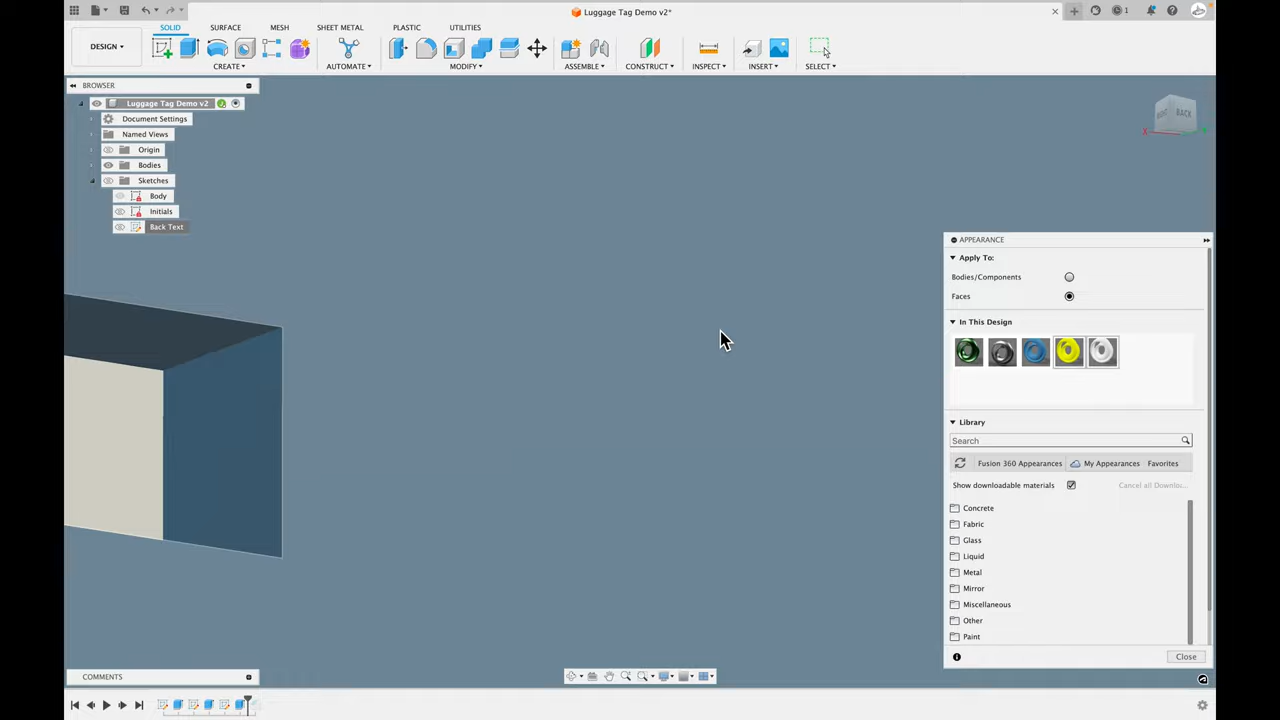 Luggage Tag Demo v2*
1
DESIGN
SOLID
SURFACE
MESH
SHEET METAL
PLASTIC
UTILITIES
CREATE
AUTOMATE
MODIFY
ASSEMBLE
CONSTRUCT
INSPECT
INSERT
SELECT
BROWSER
Luggage Tag Demo v2
Document Settings
Named Views
Origin
Bodies
Sketches
Body
Initials
Back Text
BACK
X
APPEARANCE
Apply To:
Bodies/Components
Faces
In This Design
Library
Search
Fusion 360 Appearances
My Appearances
Favorites
Show downloadable materials
Cancel all Downlo...
Concrete
Fabric
Glass
Liquid
Metal
Mirror
Miscellaneous
Other
Paint
Close
COMMENTS